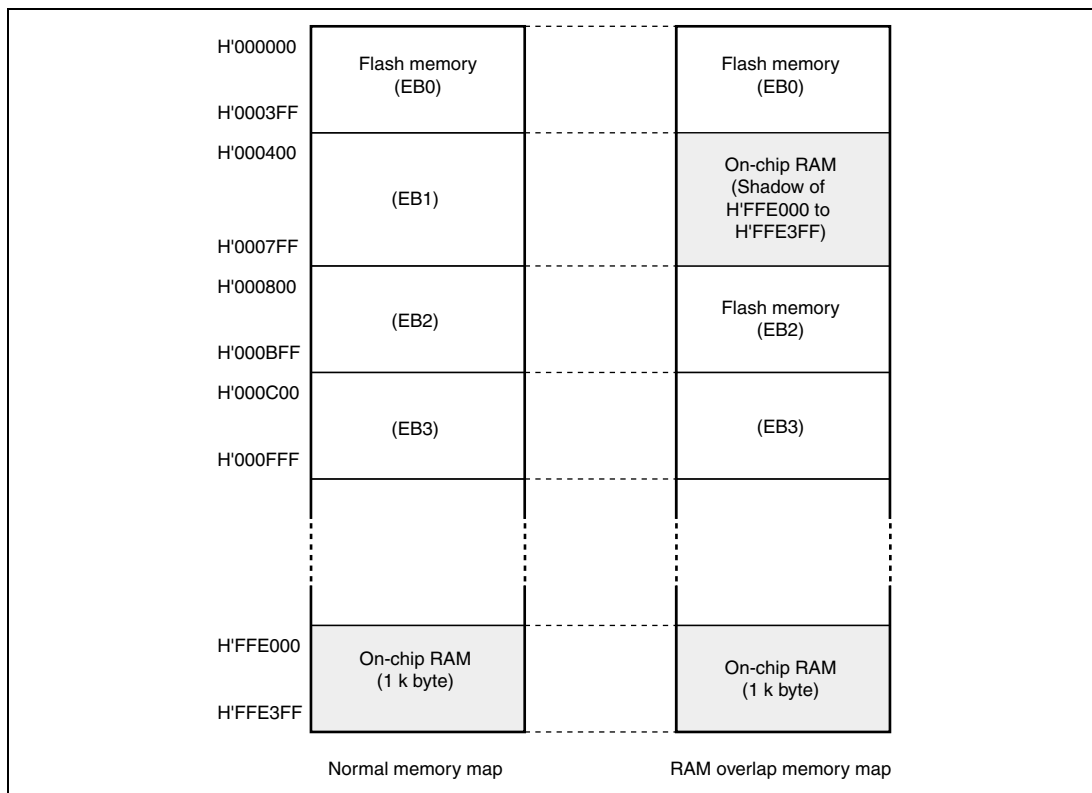 H'000000
Flash memory
(EB0)
Flash memory
(EB0)
H'0003FF
H'000400
(EB1)
On-chip RAM
(Shadow of
H'FFE000 to
H'FFE3FF)
H'0007FF
H'000800
(EB2)
Flash memory
(EB2)
H'000BFF
H'000C00
(EB3)
(EB3)
H'000FFF
H'FFE000
On-chip RAM
(1 k byte)
On-chip RAM
(1 k byte)
H'FFE3FF
Normal memory map
RAM overlap memory map